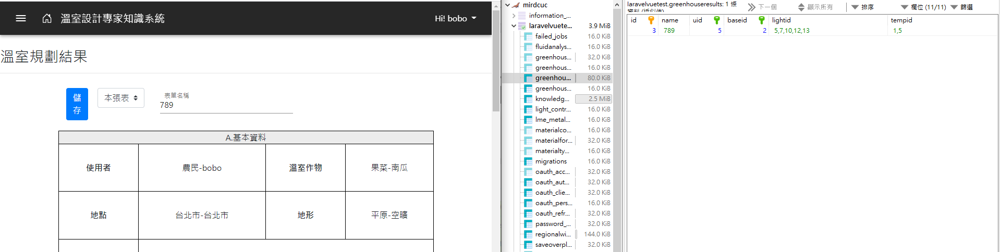 溫室設計專家知識系統
Hi! bobo
溫室規劃結果
儲存
本張表
表單名稱
789
A.基本資料
使用者 農民-bobo 溫室作物 果菜-南瓜
地點 台北市-台北市 地形 平原-空曠
mirdcuc
information_...
laravelvuete... 3.9 MiB
failed_jobs 16.0 KiB
fluidanalys... 16.0 KiB
greenhous... 32.0 KiB
greenhous... 16.0 KiB
greenhou... 80.0 KiB
greenhous... 16.0 KiB
knowledg... 2.5 MiB
light_contr... 16.0 KiB
lme_metal... 16.0 KiB
materialco... 16.0 KiB
materialfor... 32.0 KiB
materialty... 16.0 KiB
migrations 16.0 KiB
oauth_acc... 32.0 KiB
oauth_aut... 32.0 KiB
oauth_clie... 32.0 KiB
oauth_pers... 16.0 KiB
oauth_refr... 32.0 KiB
password_... 32.0 KiB
regionalwi... 144.0 KiB
saveoverpl... 32.0 KiB
laravelvuetest.greenhouseresults: 1 條
資料 (近似值)
下一個 顯示所有 排序 欄位 (11/11) 篩選
id name uid baseid lightid tempid
3 789 5 2 5,7,10,12,13 1,5